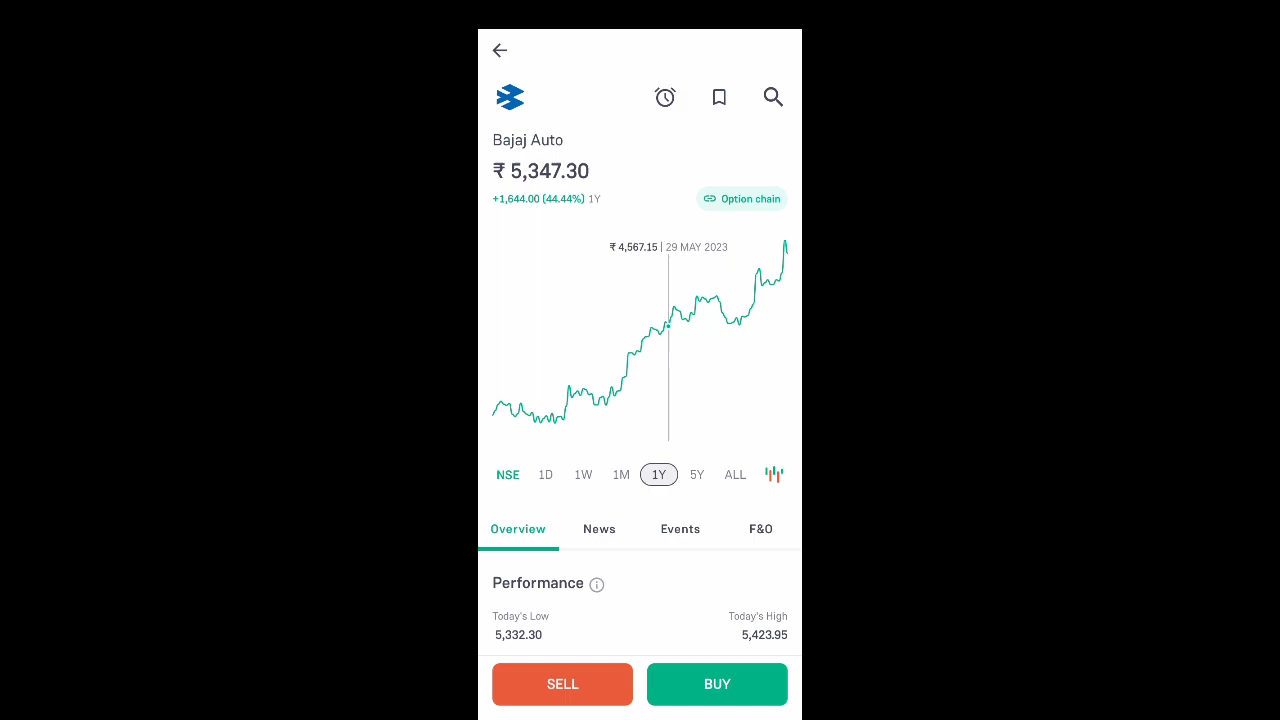 Bajaj Auto
₹ 5,347.30
+1,644.00 (44.44%) 1Y
Option chain
₹ 4,567.15 | 29 MAY 2023
NSE 1D 1W 1M 1Y 5Y ALL
Overview News Events F&O
Performance
Today's Low Today's High
5,332.30 5,423.95
SELL BUY